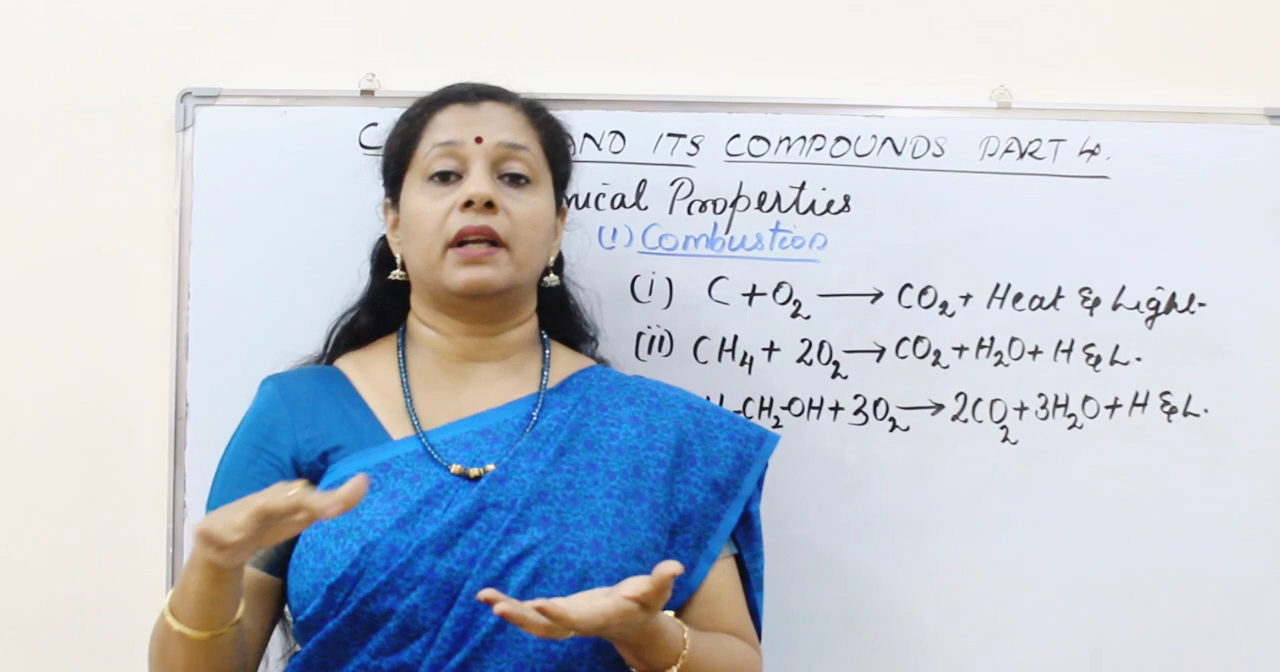 C AND ITS COMPOUNDS PART 4.
mical Properties
(1) Combustion
(i) C + O₂ ⟶ CO₂ + Heat & Light-
(ii) CH₄ + 2O₂ ⟶ CO₂ + H₂O + H & L.
-CH₂-OH + 3O₂ ⟶ 2CO₂ + 3H₂O + H & L.